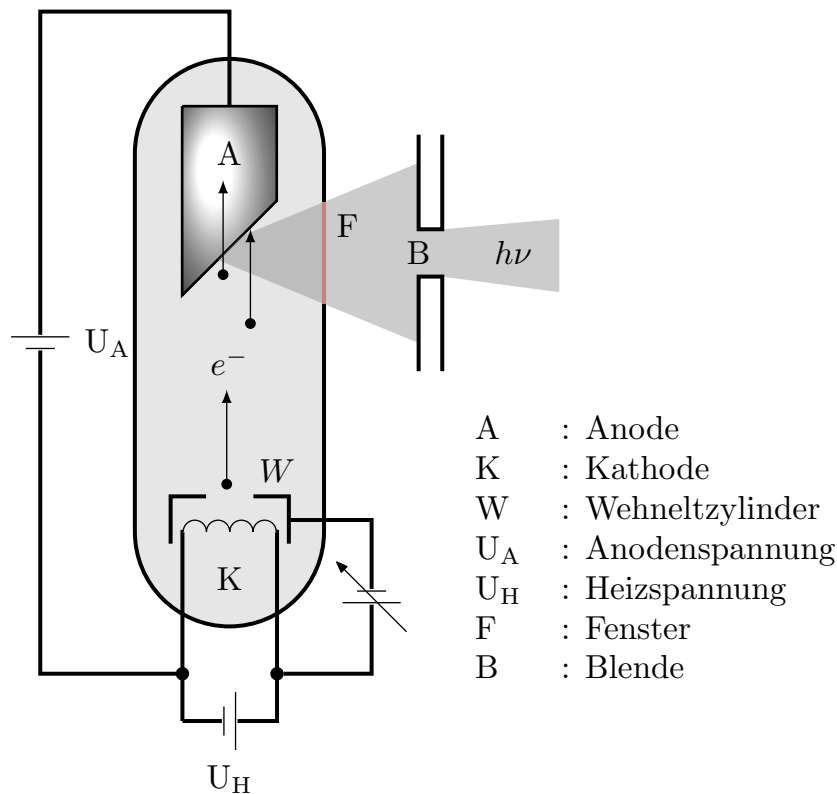 A
F
B
hν
U_A
e⁻
W
K
U_H
A : Anode
K : Kathode
W : Wehneltzylinder
U_A : Anodenspannung
U_H : Heizspannung
F : Fenster
B : Blende